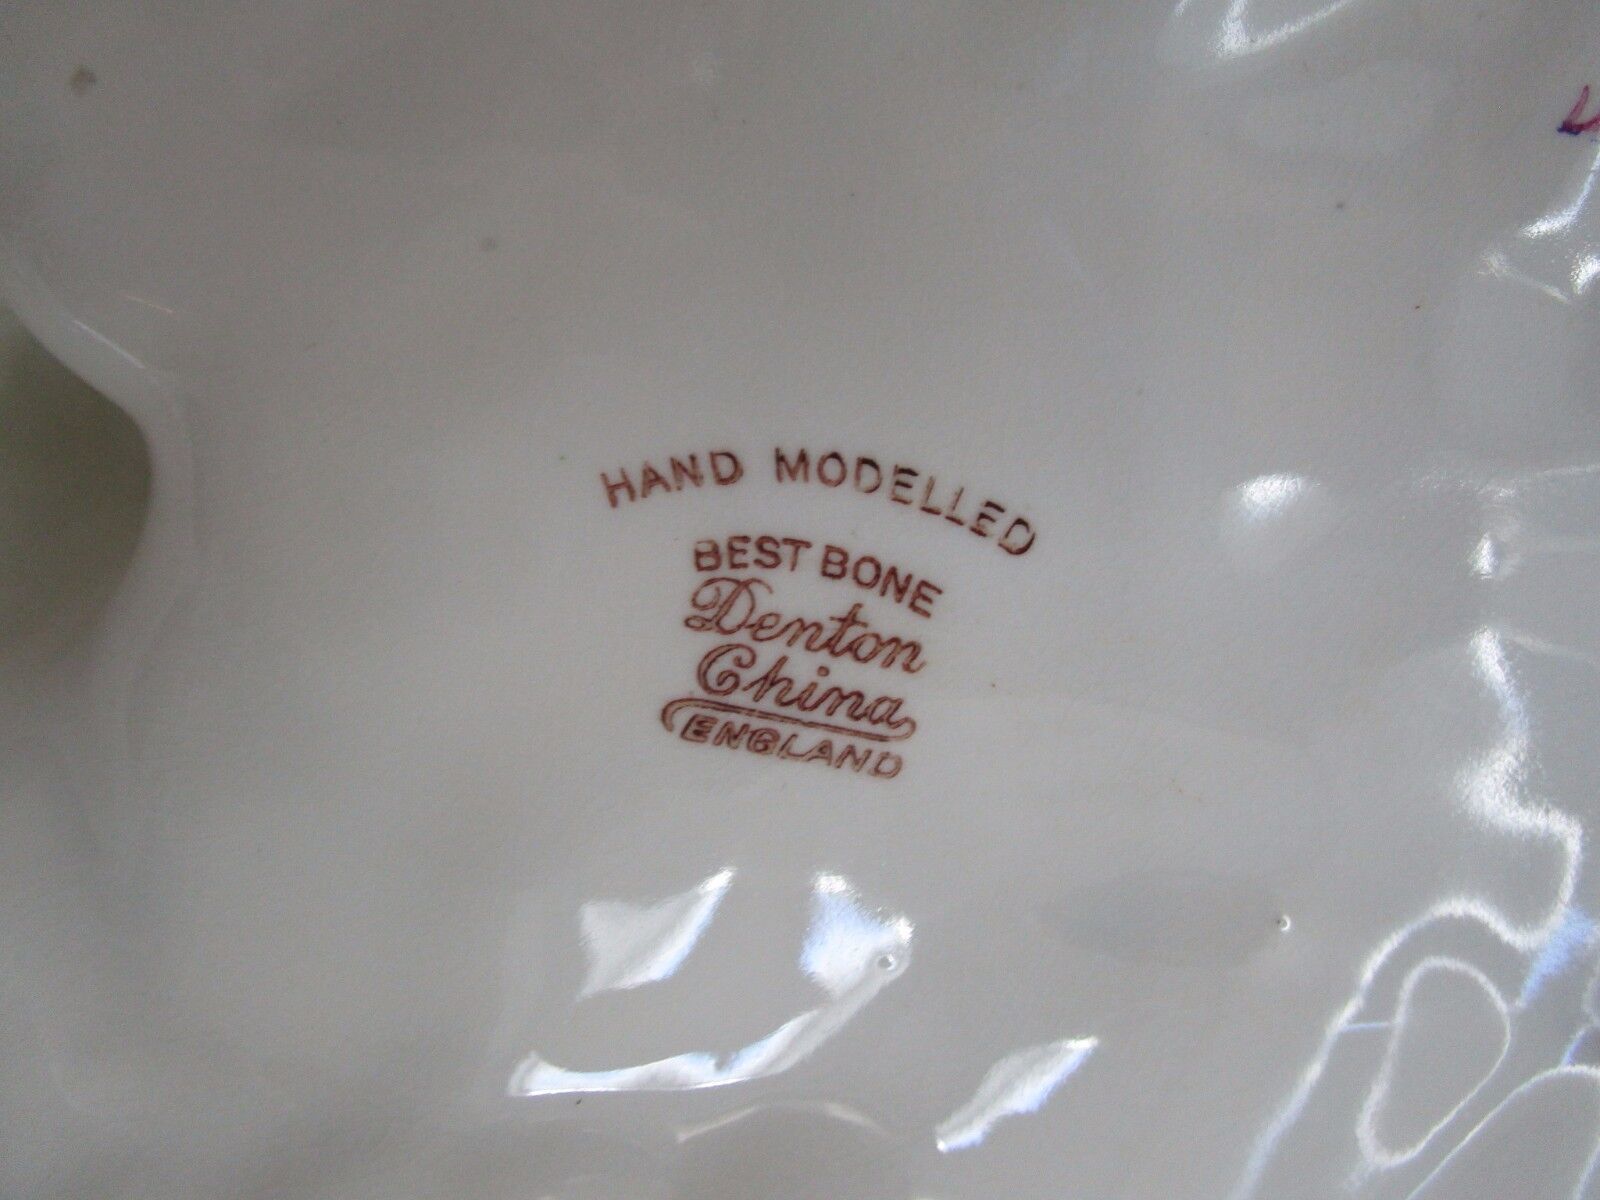 HAND MODELLED
BEST BONE
Denton
China
ENGLAND